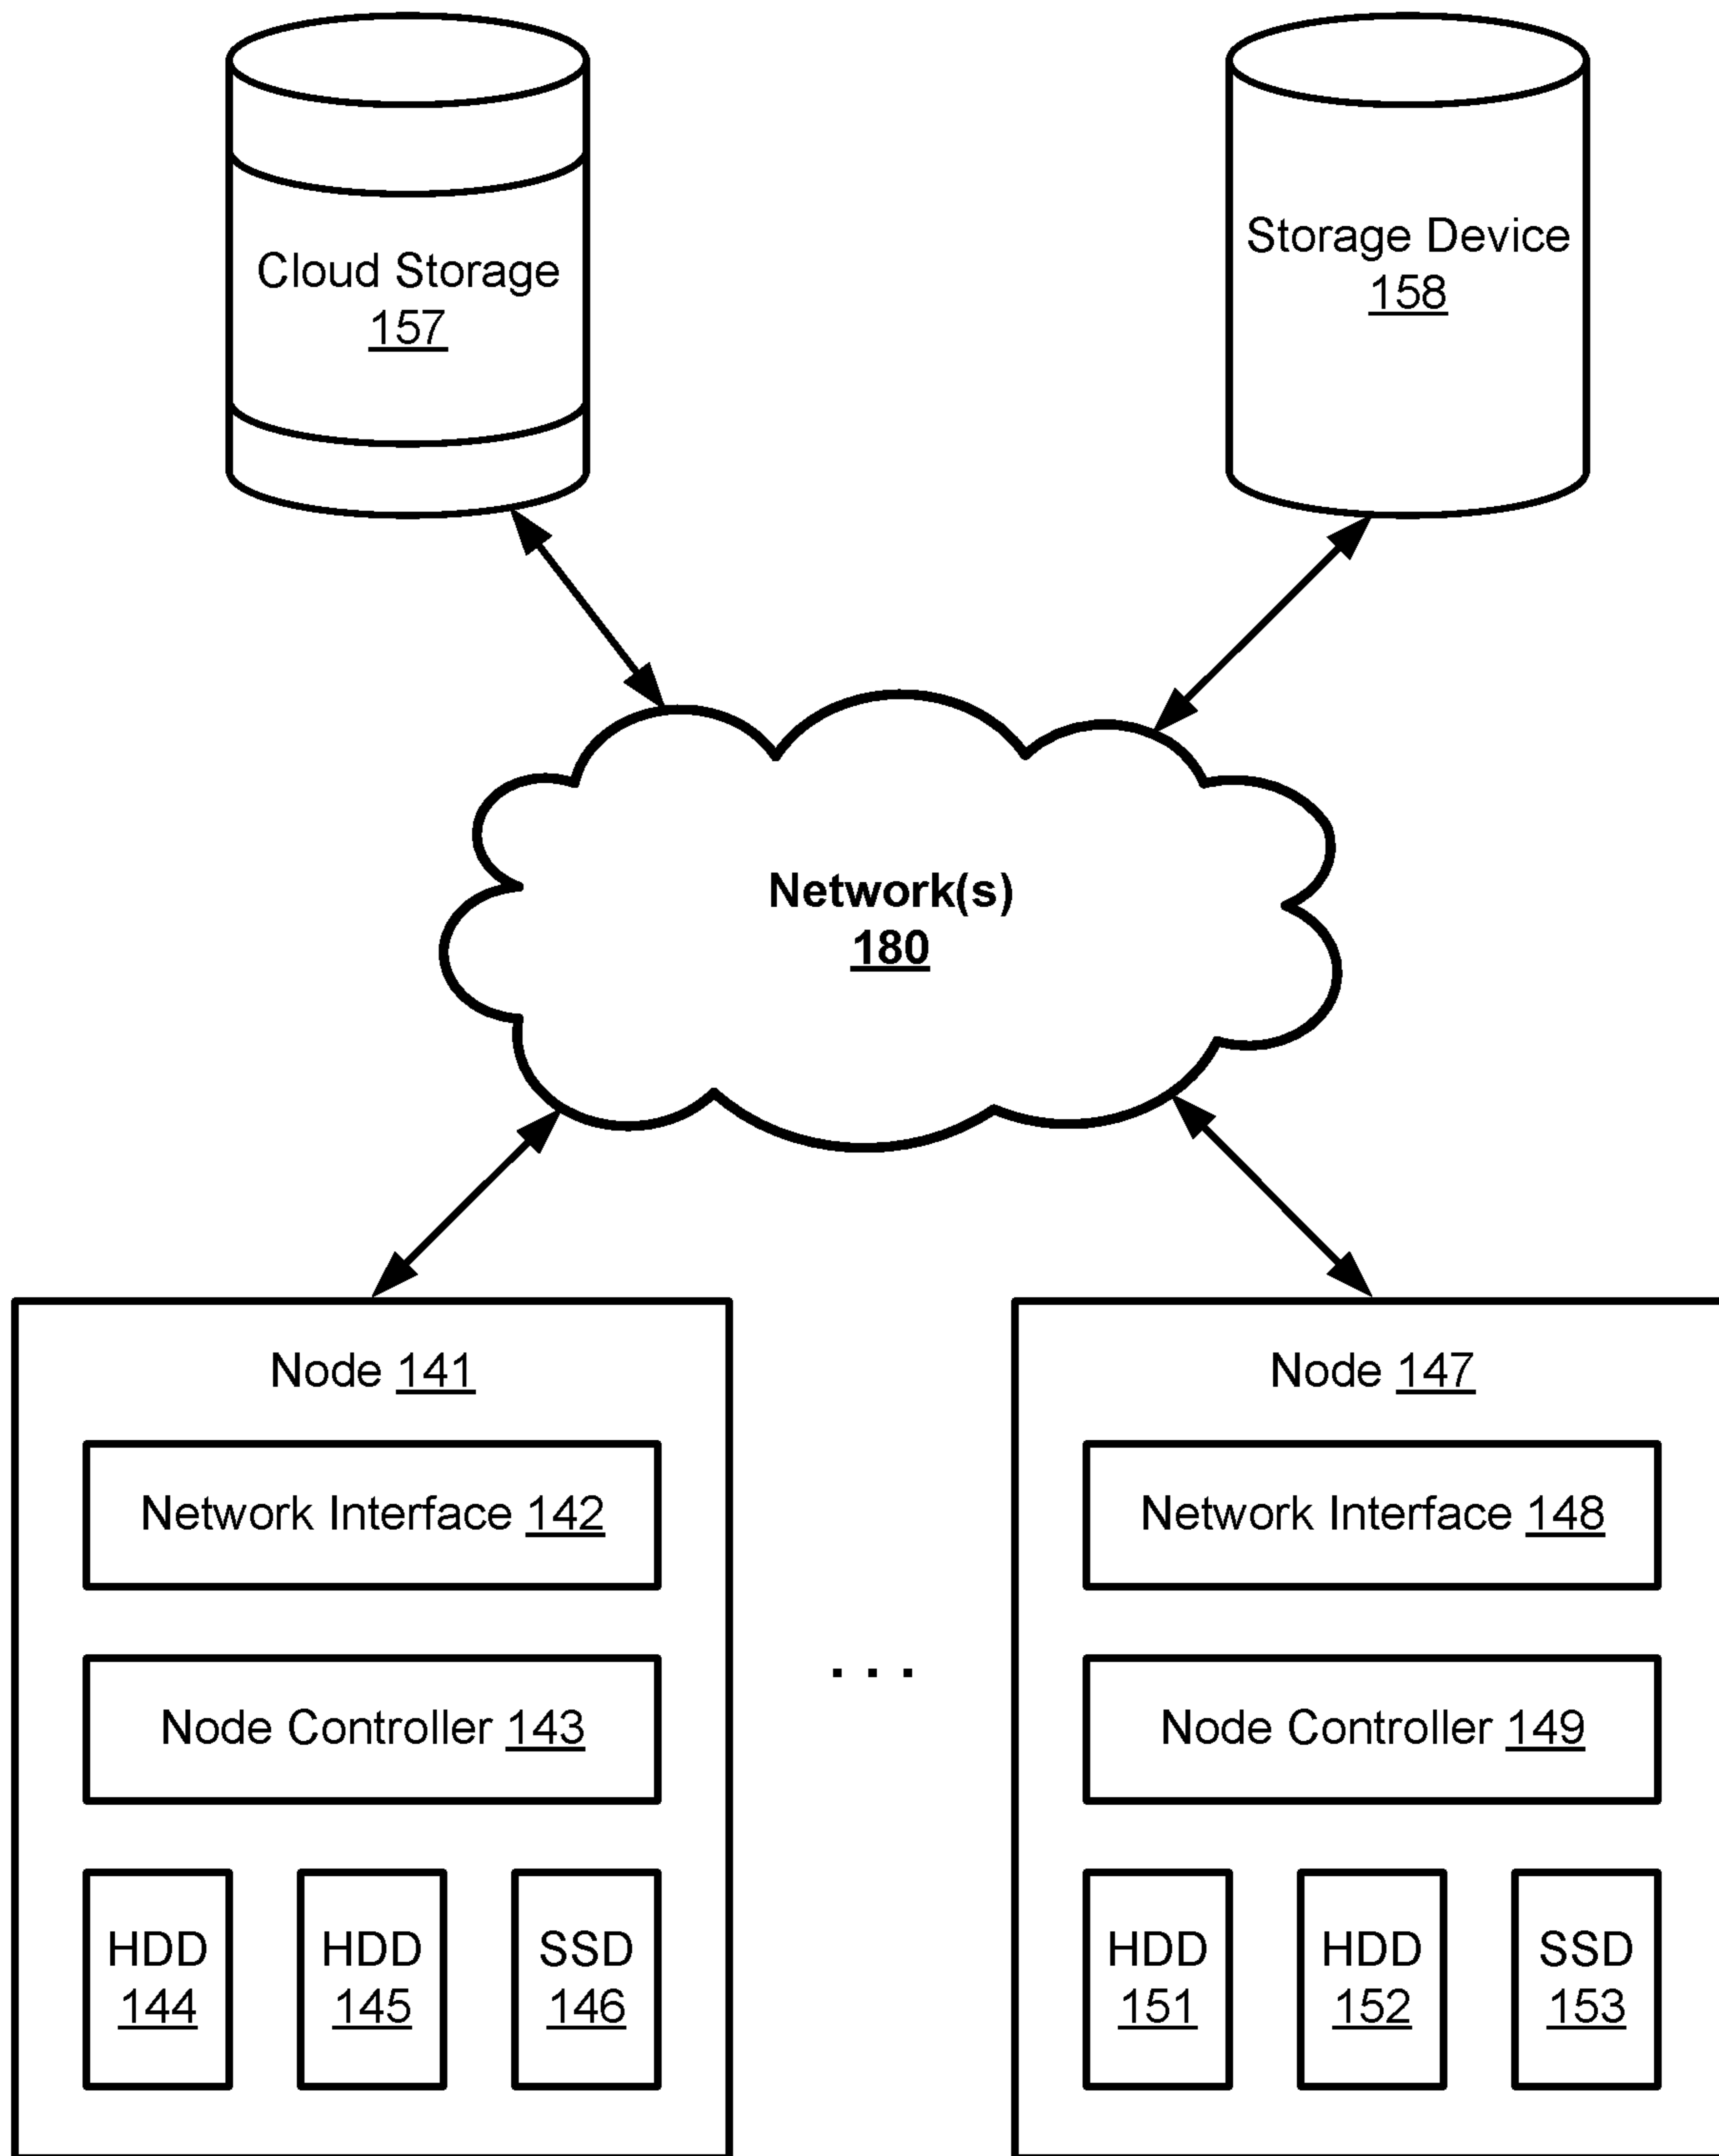 Cloud Storage
157
Storage Device
158
Network(s)
180
Node 141
Network Interface 142
Node Controller 143
HDD
144
HDD
145
SSD
146
. . .
Node 147
Network Interface 148
Node Controller 149
HDD
151
HDD
152
SSD
153